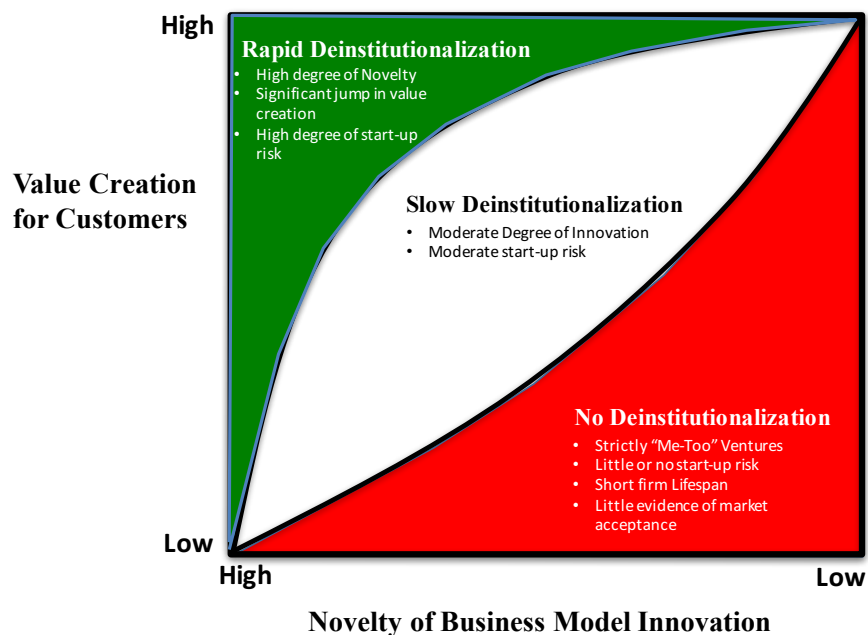 High
Rapid Deinstitutionalization
• High degree of Novelty
• Significant jump in value
creation
• High degree of start-up
risk
Value Creation
for Customers
Slow Deinstitutionalization
• Moderate Degree of Innovation
• Moderate start-up risk
No Deinstitutionalization
• Strictly “Me-Too” Ventures
• Little or no start-up risk
• Short firm Lifespan
• Little evidence of market
acceptance
Low
High
Low
Novelty of Business Model Innovation